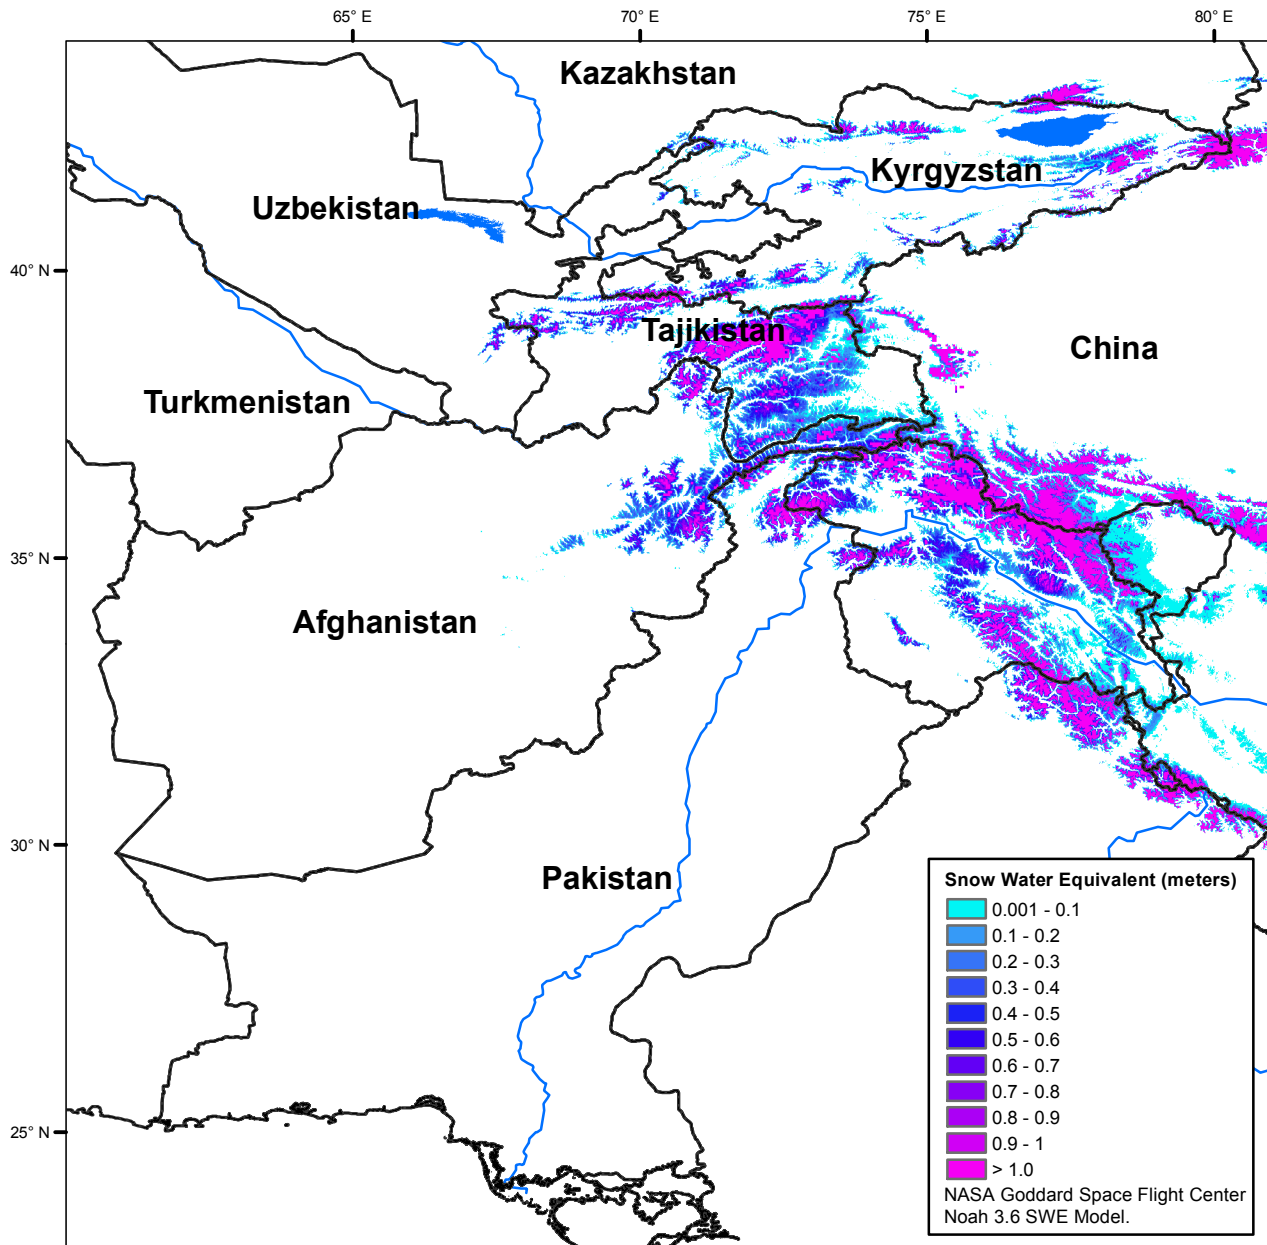 65° E
70° E
75° E
80° E
Kazakhstan
Kyrgyzstan
Uzbekistan
40° N
Tajikistan
China
Turkmenistan
35° N
Afghanistan
30° N
Pakistan
25° N
Snow Water Equivalent (meters)
0.001 - 0.1
0.1 - 0.2
0.2 - 0.3
0.3 - 0.4
0.4 - 0.5
0.5 - 0.6
0.6 - 0.7
0.7 - 0.8
0.8 - 0.9
0.9 - 1
> 1.0
NASA Goddard Space Flight Center
Noah 3.6 SWE Model.